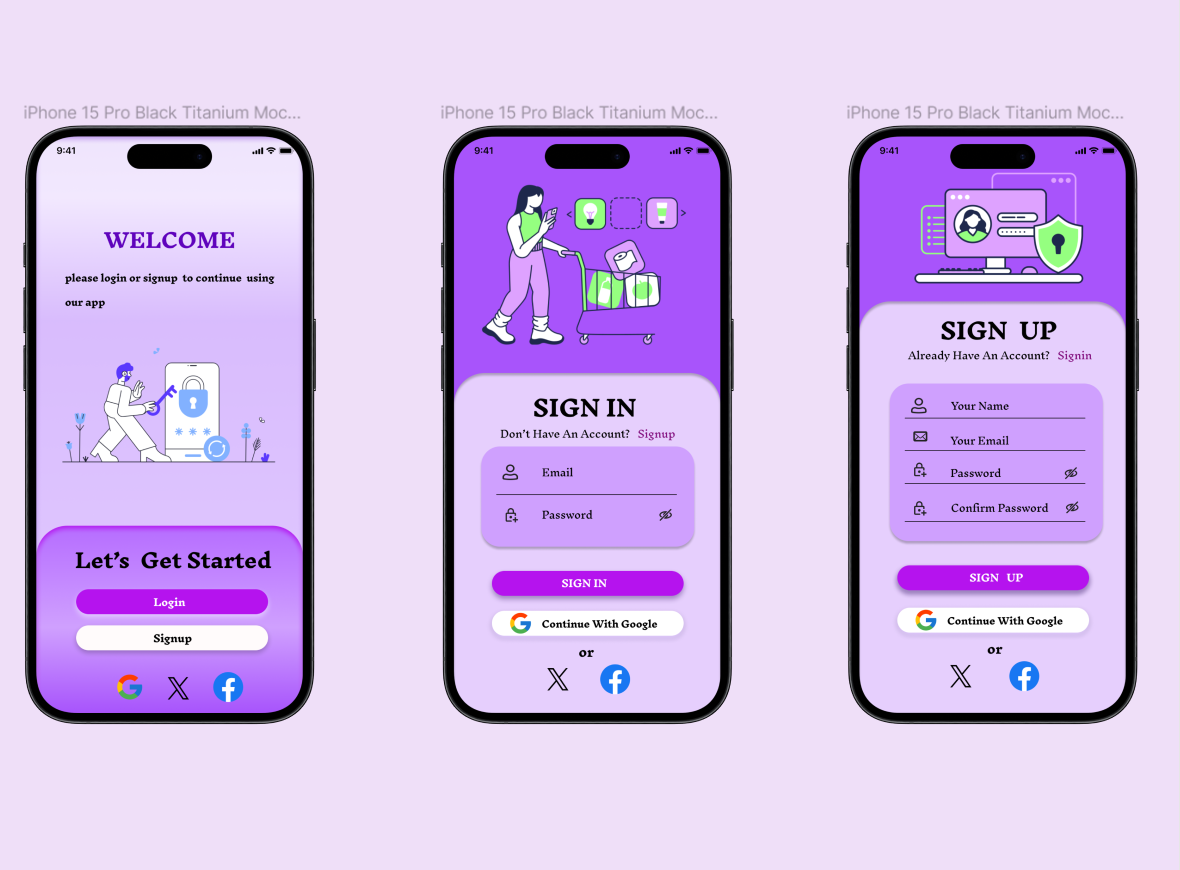 iPhone 15 Pro Black Titanium Moc...
9:41
WELCOME
please login or signup to continue using
our app
Let's Get Started
Login
Signup
iPhone 15 Pro Black Titanium Moc...
9:41
SIGN IN
Don't Have An Account? Signup
Email
Password
SIGN IN
Continue With Google
or
iPhone 15 Pro Black Titanium Moc...
9:41
SIGN UP
Already Have An Account? Signin
Your Name
Your Email
Password
Confirm Password
SIGN UP
Continue With Google
or